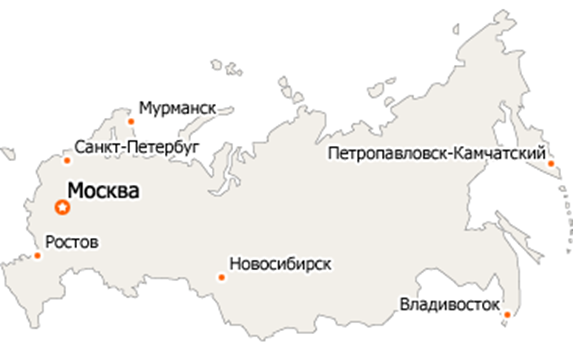 Мурманск
Санкт-Петербуг
Петропавловск-Камчатский
Москва
Ростов
Новосибирск
Владивосток